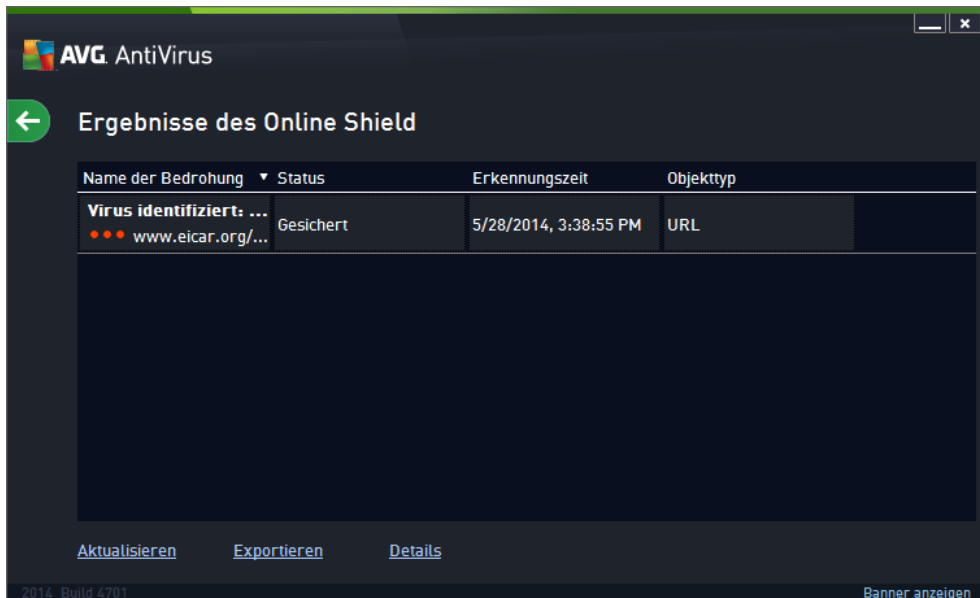 AVG AntiVirus
Ergebnisse des Online Shield
Name der Bedrohung Status Erkennungszeit Objekttyp
Virus identifiziert: ...
www.eicar.org/...
Gesichert 5/28/2014, 3:38:55 PM URL
Aktualisieren Exportieren Details
2014 Build 4701 Banner anzeigen